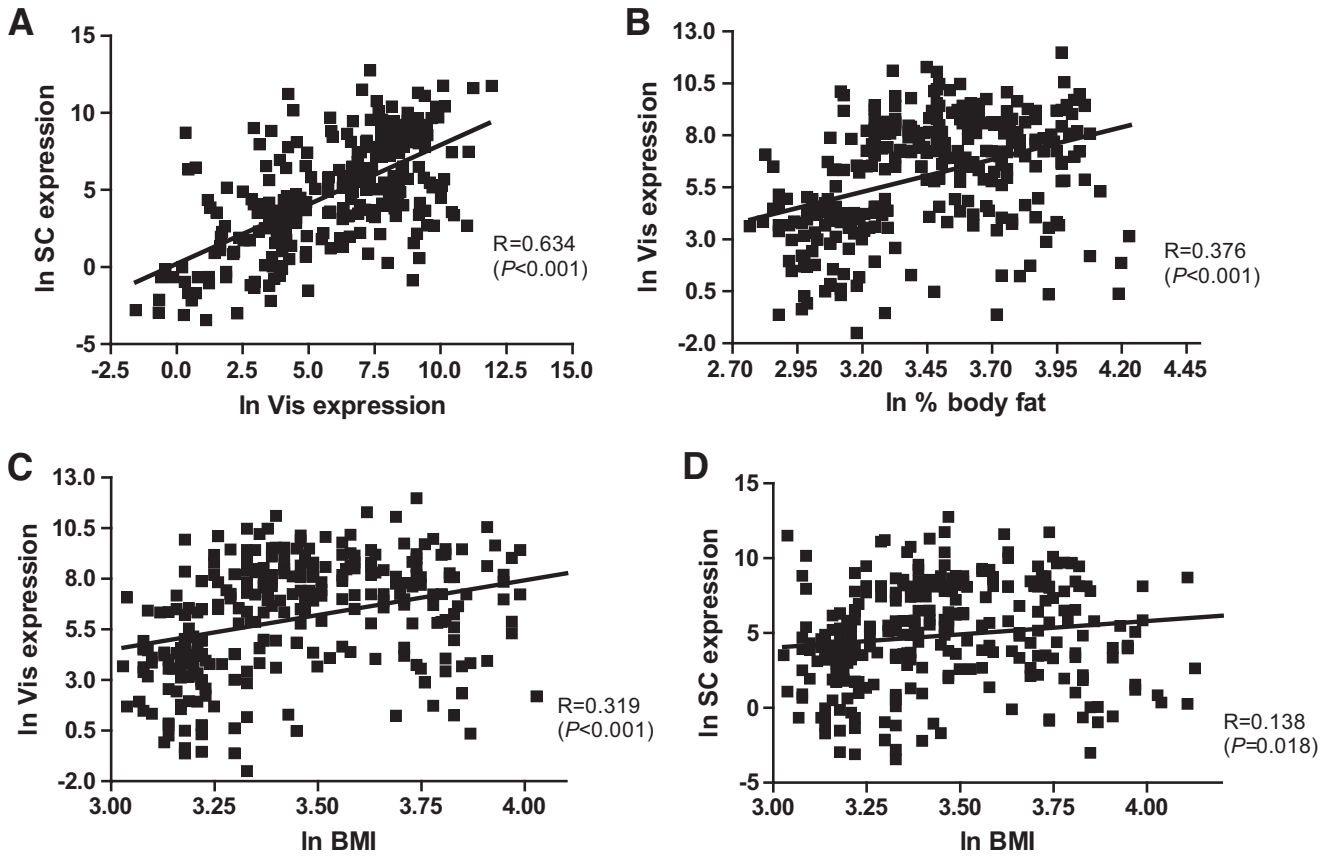 A
15
10
5
0
-5
ln SC expression
-2.5 0.0 2.5 5.0 7.5 10.0 12.5 15.0
ln Vis expression
R=0.634
(P<0.001)
B
13.0
10.5
8.0
5.5
3.0
0.5
-2.0
ln Vis expression
2.70 2.95 3.20 3.45 3.70 3.95 4.20 4.45
ln % body fat
R=0.376
(P<0.001)
C
13.0
10.5
8.0
5.5
3.0
0.5
-2.0
ln Vis expression
3.00 3.25 3.50 3.75 4.00
ln BMI
R=0.319
(P<0.001)
D
15
10
5
0
-5
ln SC expression
3.00 3.25 3.50 3.75 4.00
ln BMI
R=0.138
(P=0.018)